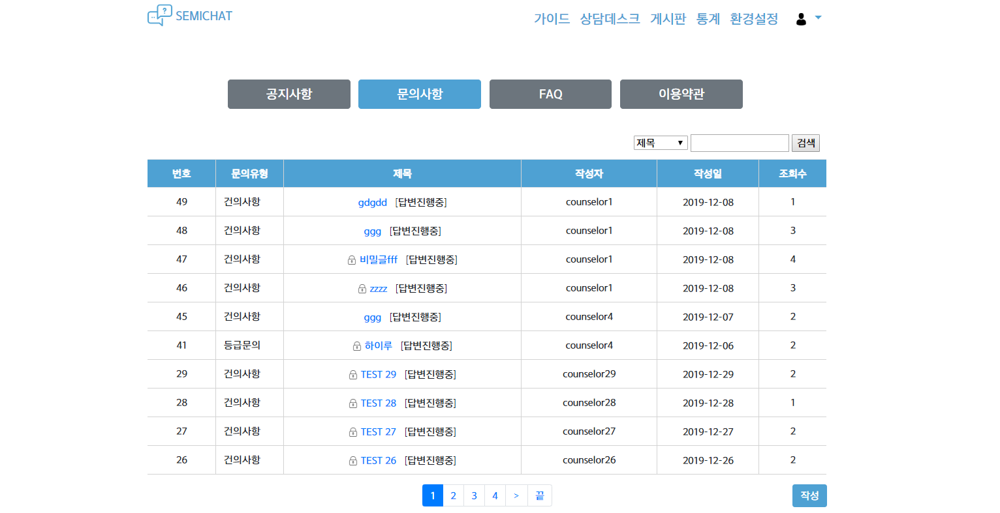 SEMICHAT 가이드 상담데스크 게시판 통계 환경설정
공지사항 문의사항 FAQ 이용약관
제목 검색
번호 문의유형 제목 작성자 작성일 조회수
49 건의사항 gdgdd [답변진행중] counselor1 2019-12-08 1
48 건의사항 ggg [답변진행중] counselor1 2019-12-08 3
47 건의사항 비밀글fff [답변진행중] counselor1 2019-12-08 4
46 건의사항 zzzz [답변진행중] counselor1 2019-12-08 3
45 건의사항 ggg [답변진행중] counselor4 2019-12-07 2
41 등급문의 하이루 [답변진행중] counselor4 2019-12-06 2
29 건의사항 TEST 29 [답변진행중] counselor29 2019-12-29 2
28 건의사항 TEST 28 [답변진행중] counselor28 2019-12-28 1
27 건의사항 TEST 27 [답변진행중] counselor27 2019-12-27 2
26 건의사항 TEST 26 [답변진행중] counselor26 2019-12-26 2
1 2 3 4 > 끝 작성